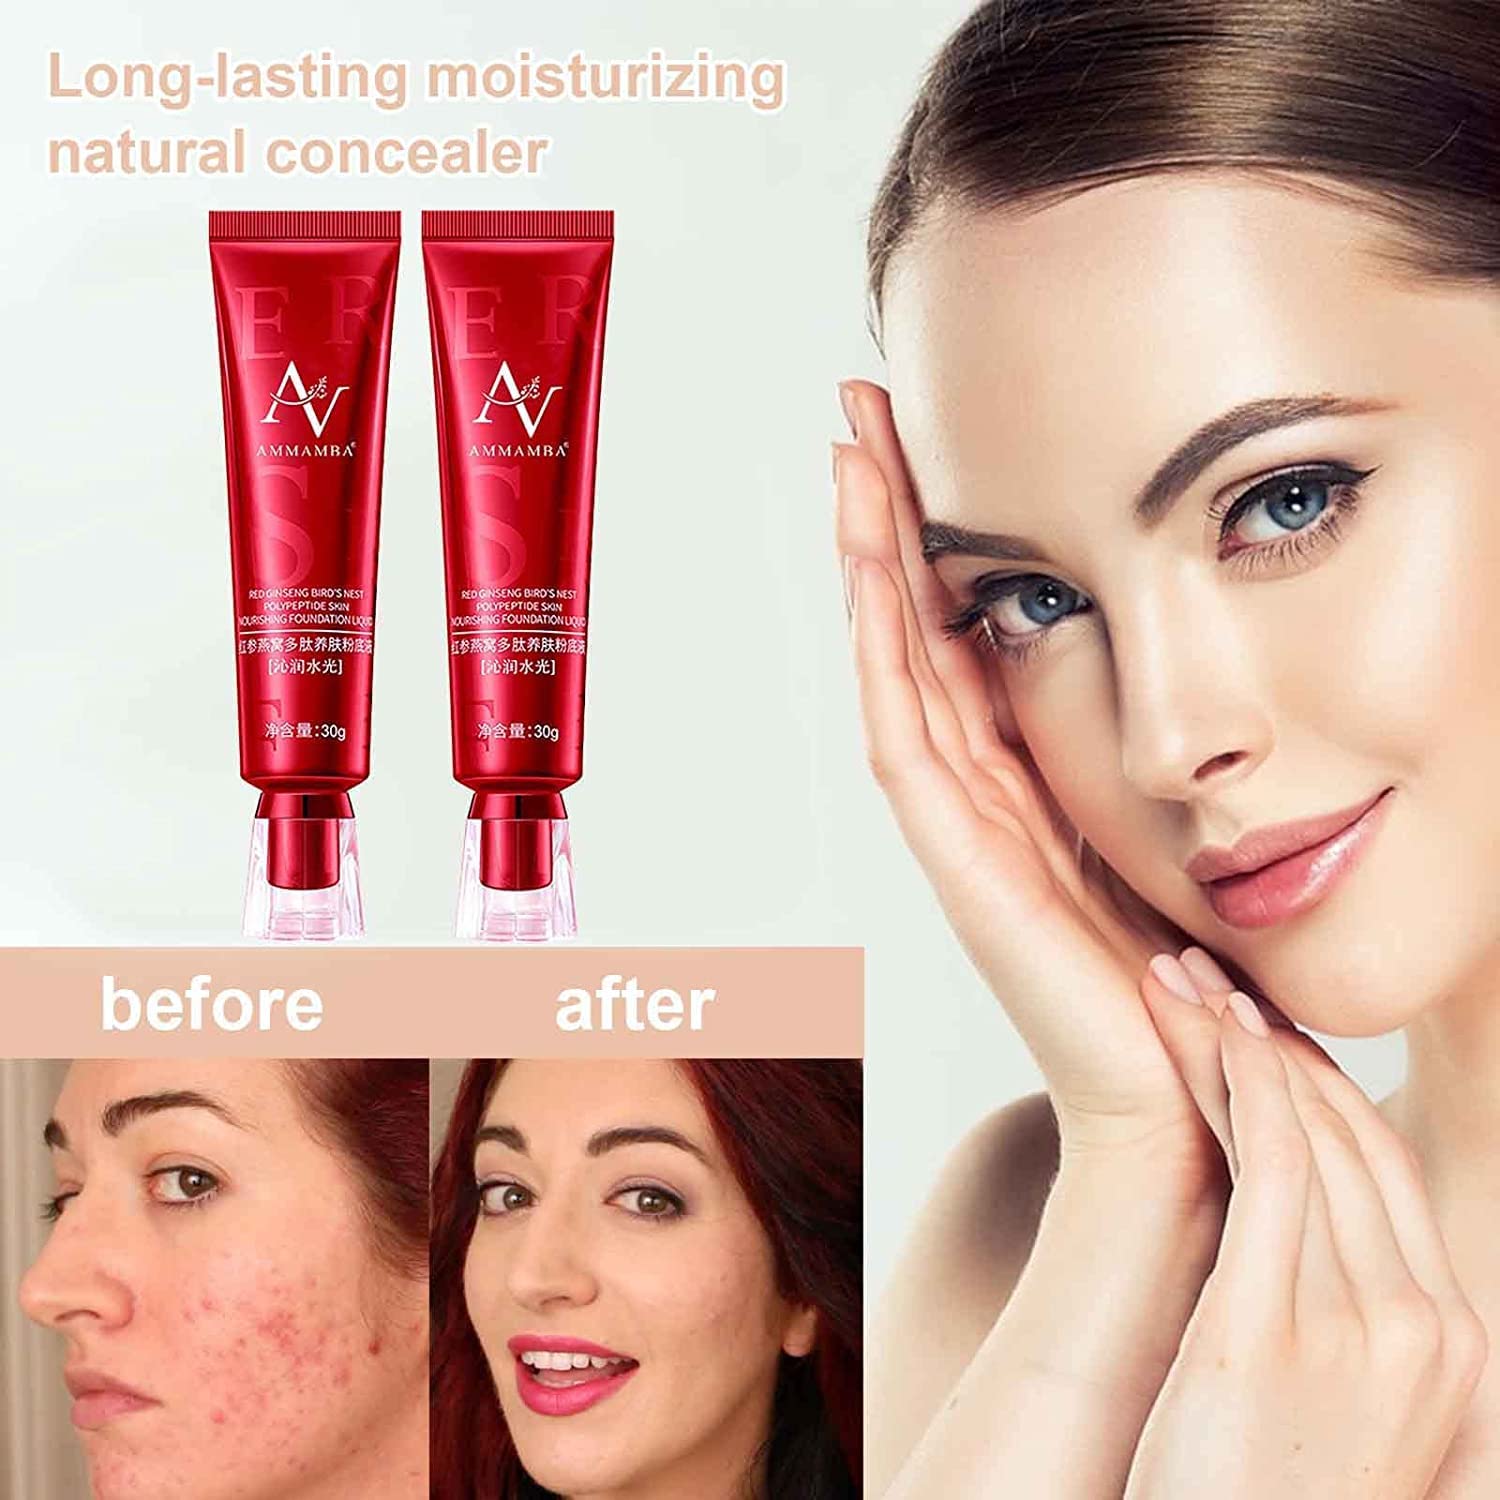 Long-lasting moisturizing
natural concealer
E R
AV
AMMAMBA®
S
RED GINSENG BIRD'S NEST
POLYPEPTIDE SKIN
NOURISHING FOUNDATION LIQUID
红参燕窝多肽养肤粉底液
[沁润水光]
净含量:30g
E R
AV
AMMAMBA®
S
RED GINSENG BIRD'S NEST
POLYPEPTIDE SKIN
NOURISHING FOUNDATION LIQUID
红参燕窝多肽养肤粉底液
[沁润水光]
净含量:30g
before after